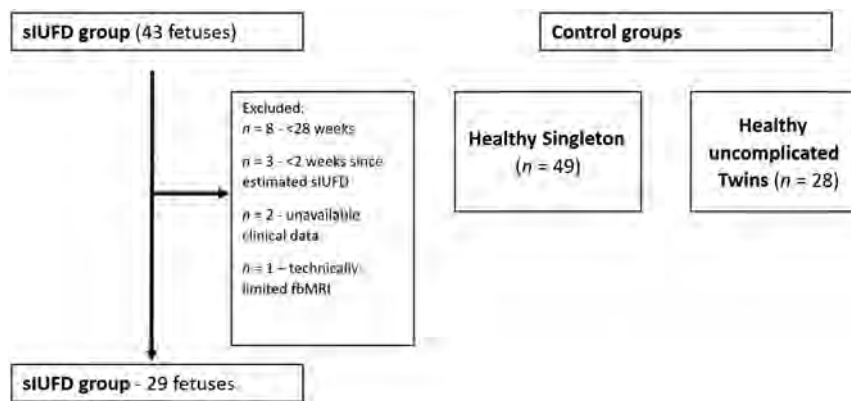 sIUFD group (43 fetuses)
Control groups
Excluded:
n = 8 - <28 weeks
n = 3 - <2 weeks since
estimated sIUFD
n = 2 - unavailable
clinical data
n = 1 – technically
limited fbMRI
Healthy Singleton
(n = 49)
Healthy
uncomplicated
Twins (n = 28)
sIUFD group - 29 fetuses